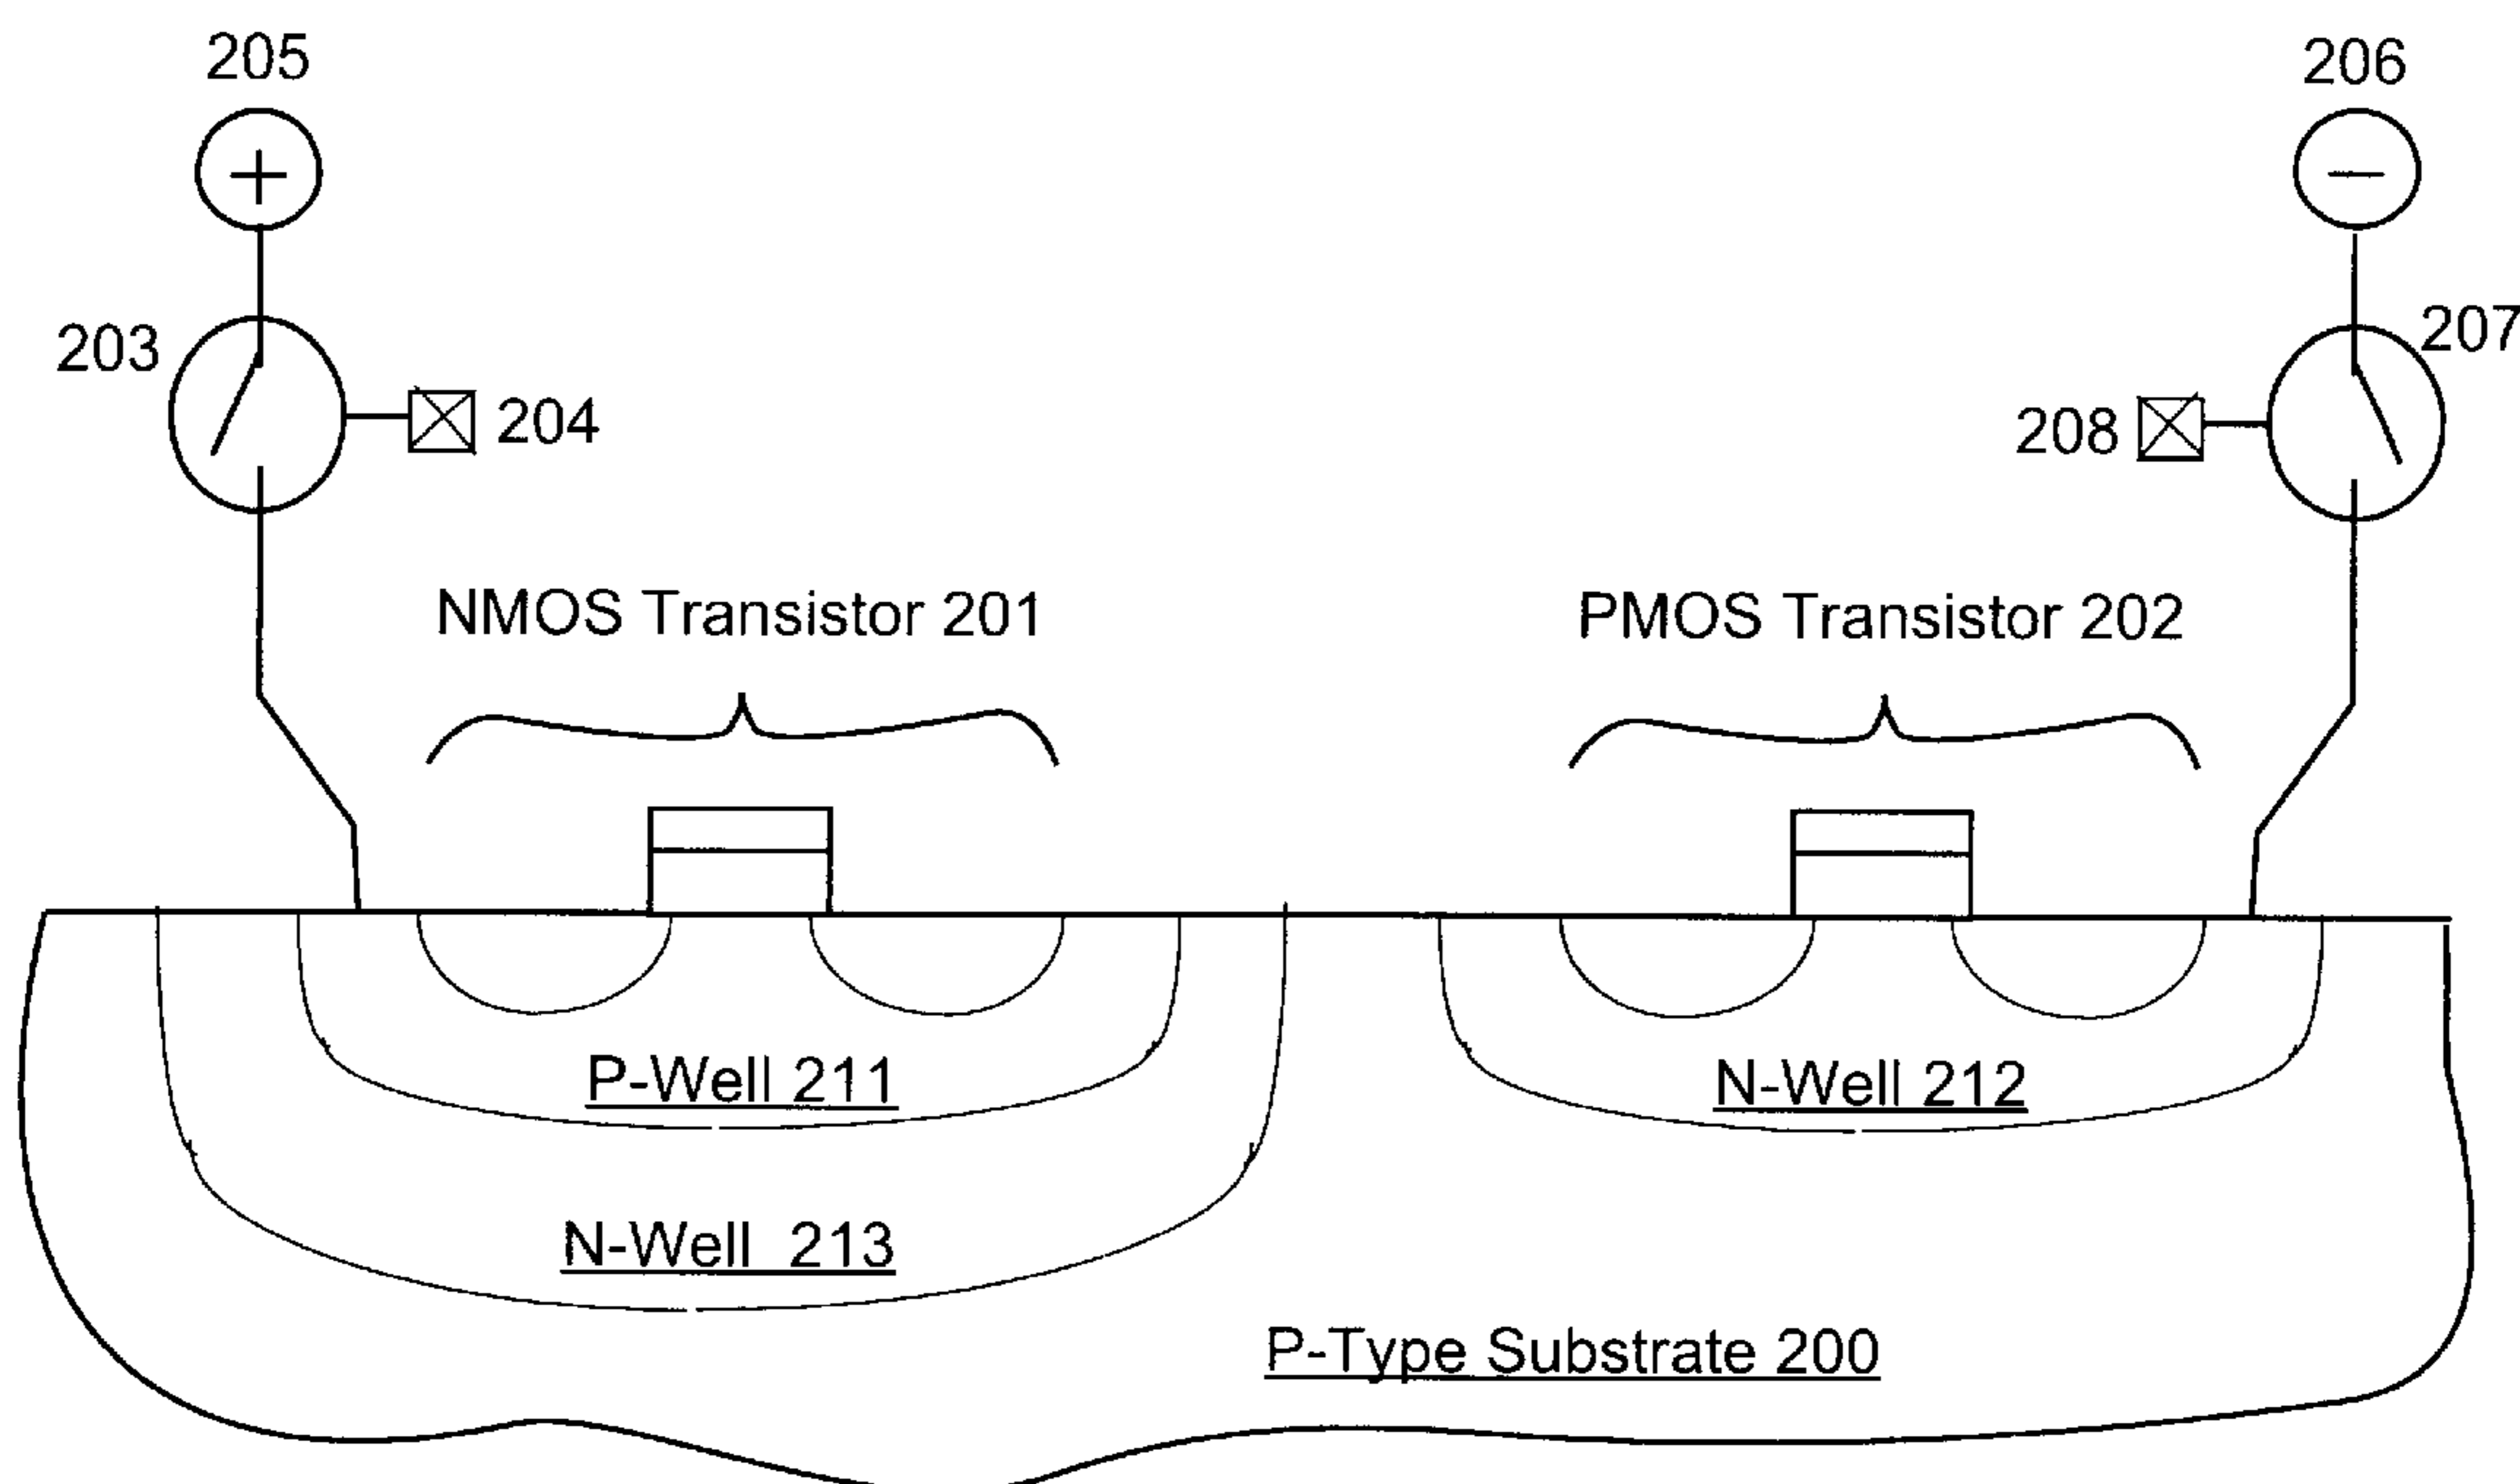 205
206
+
−
203
207
204
208
NMOS Transistor 201
PMOS Transistor 202
P-Well 211
N-Well 212
N-Well 213
P-Type Substrate 200